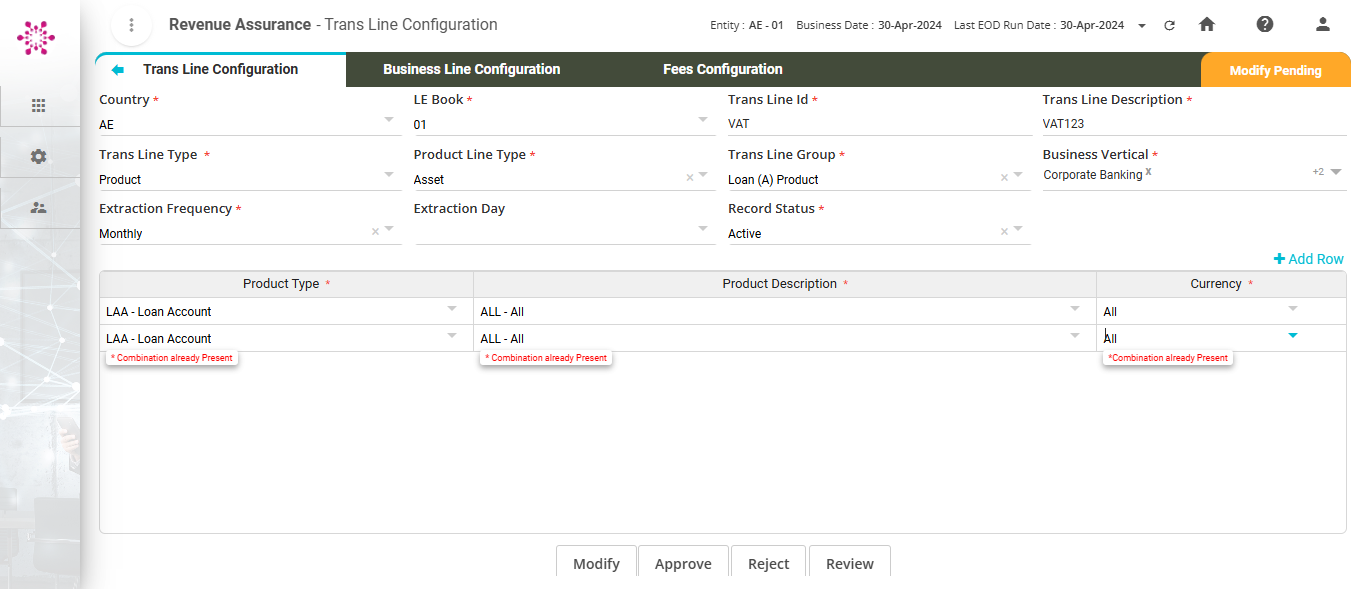 Revenue Assurance - Trans Line Configuration
Entity : AE - 01 Business Date : 30-Apr-2024 Last EOD Run Date : 30-Apr-2024
Trans Line Configuration Business Line Configuration Fees Configuration Modify Pending
Country * LE Book * Trans Line Id * Trans Line Description *
AE 01 VAT VAT123
Trans Line Type * Product Line Type * Trans Line Group * Business Vertical *
Product Asset × Loan (A) Product × Corporate Banking x +2
Extraction Frequency * Extraction Day Record Status *
Monthly × Active ×
+ Add Row
Product Type * Product Description * Currency *
LAA - Loan Account ALL - All All
LAA - Loan Account ALL - All All
* Combination already Present * Combination already Present *Combination already Present
Modify Approve Reject Review